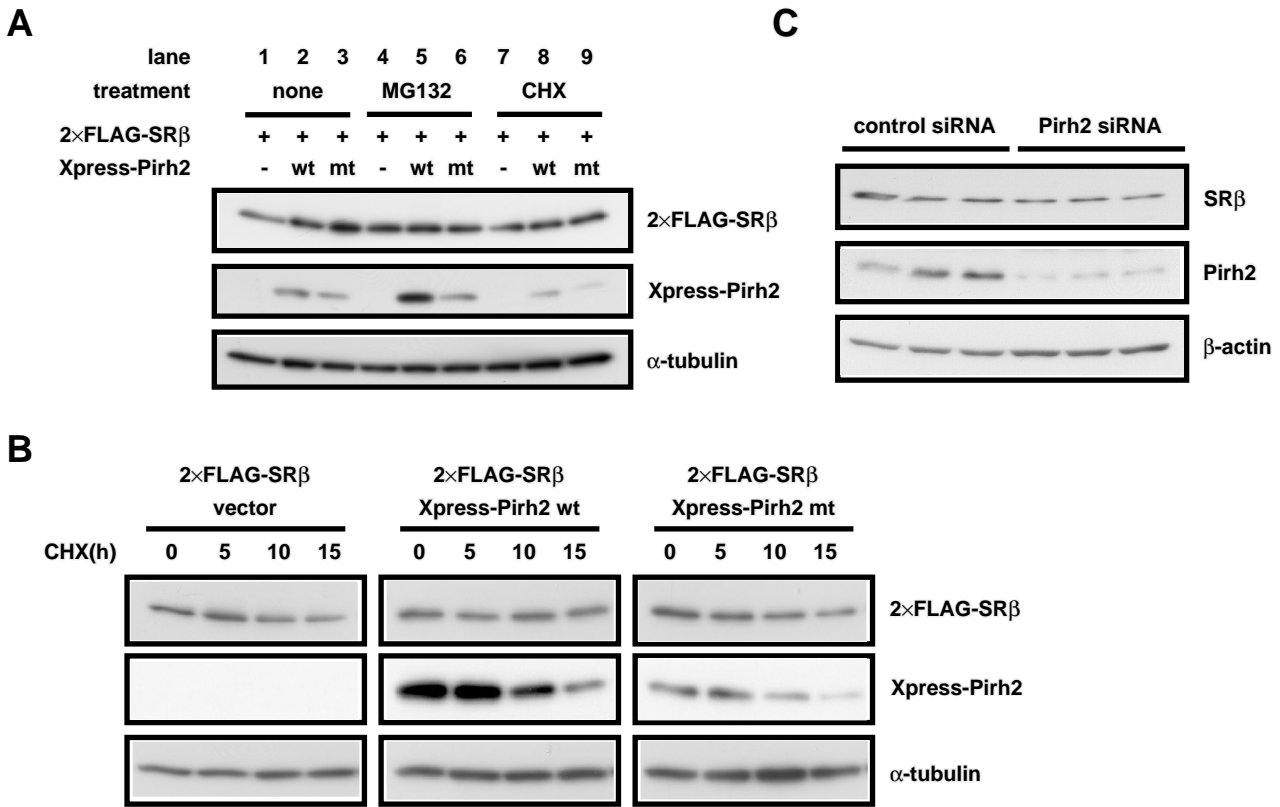 A
lane 1 2 3 4 5 6 7 8 9
treatment none MG132 CHX
2×FLAG-SRβ + + + + + + + + +
Xpress-Pirh2 - wt mt - wt mt - wt mt
2×FLAG-SRβ
Xpress-Pirh2
α-tubulin
C
control siRNA Pirh2 siRNA
SRβ
Pirh2
β-actin
B
2×FLAG-SRβ 2×FLAG-SRβ 2×FLAG-SRβ
vector Xpress-Pirh2 wt Xpress-Pirh2 mt
CHX(h) 0 5 10 15 0 5 10 15 0 5 10 15
2×FLAG-SRβ
Xpress-Pirh2
α-tubulin